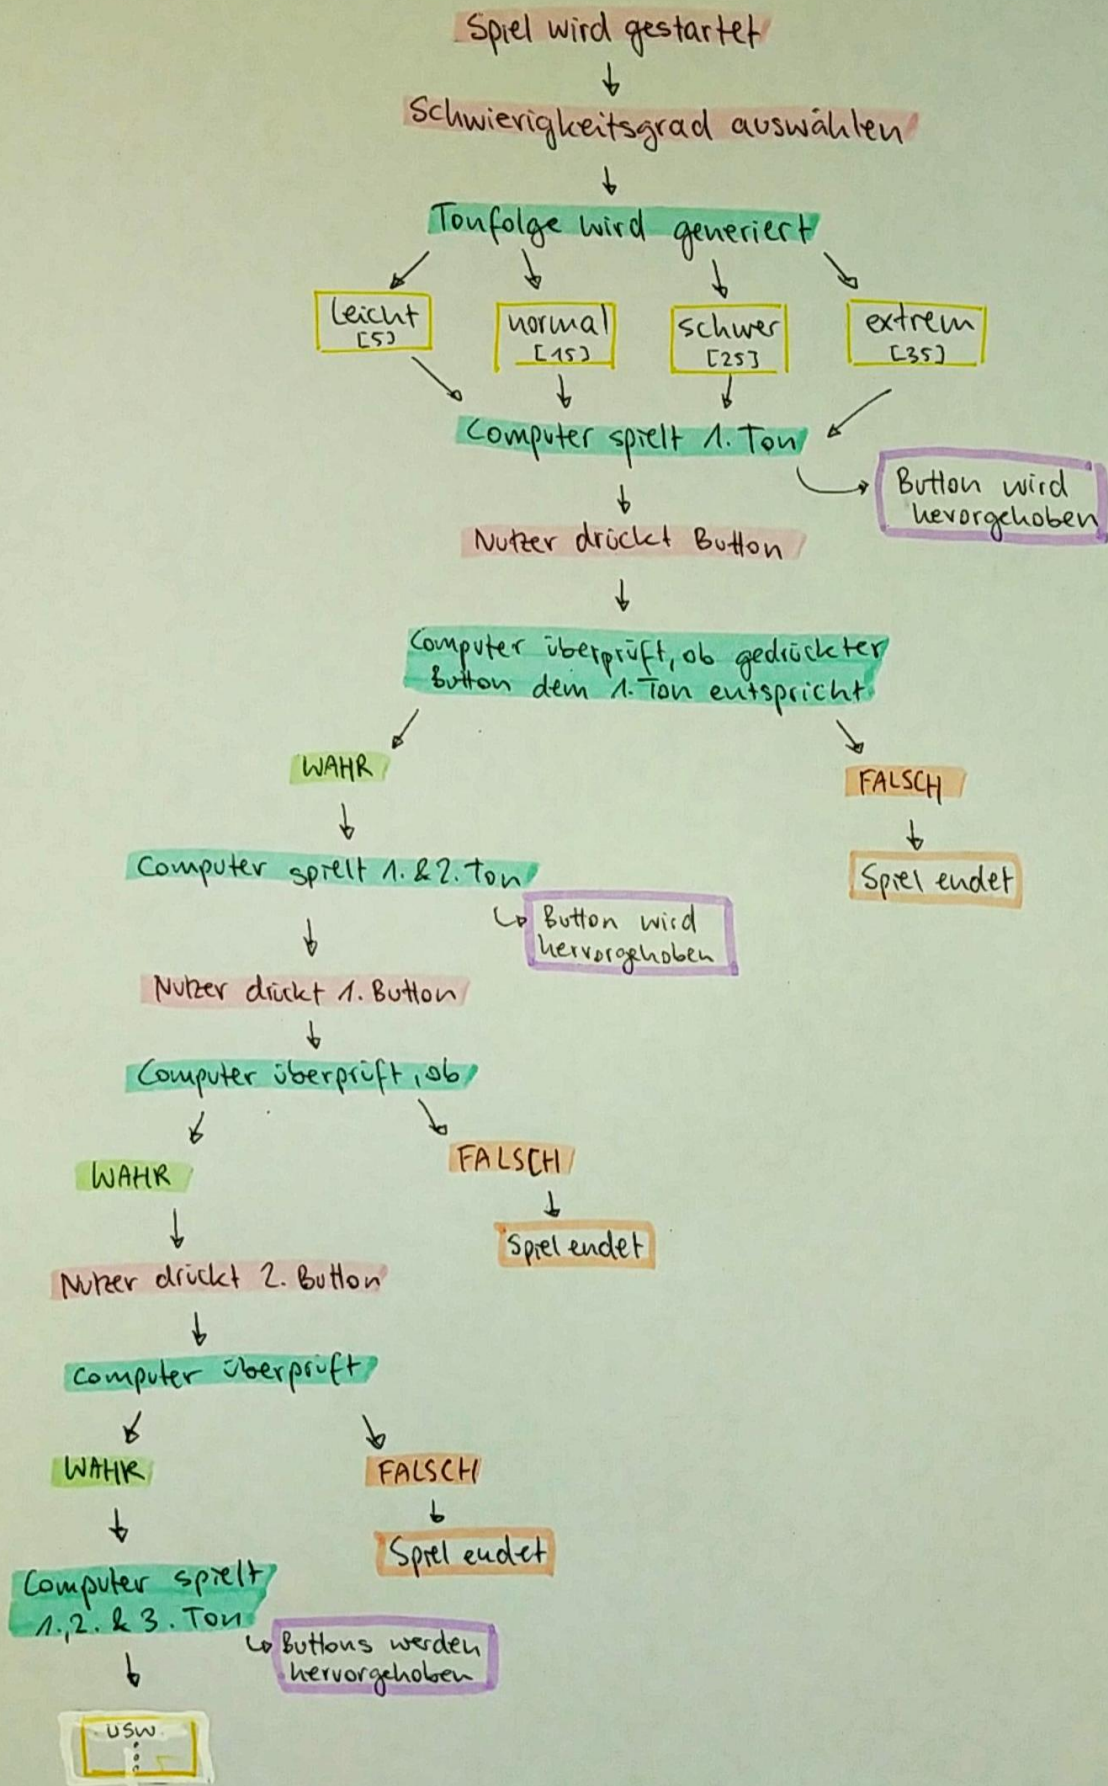 Spiel wird gestartet
Schwierigkeitsgrad auswählen
Tonfolge wird generiert
leicht
[5]
normal
[15]
schwer
[25]
extrem
[35]
Computer spielt 1. Ton
Button wird
hevorgehoben
Nutzer drückt Button
Computer überprüft, ob gedrückter
Button dem 1. Ton entspricht
WAHR
FALSCH
Computer spielt 1. & 2. Ton
Spiel endet
Button wird
hervorgehoben
Nutzer drückt 1. Button
Computer überprüft, ob
WAHR
FALSCH
Spiel endet
Nutzer drückt 2. Button
Computer überprüft
WAHR
FALSCH
Spiel endet
Computer spielt
1., 2. & 3. Ton
Buttons werden
hervorgehoben
usw.